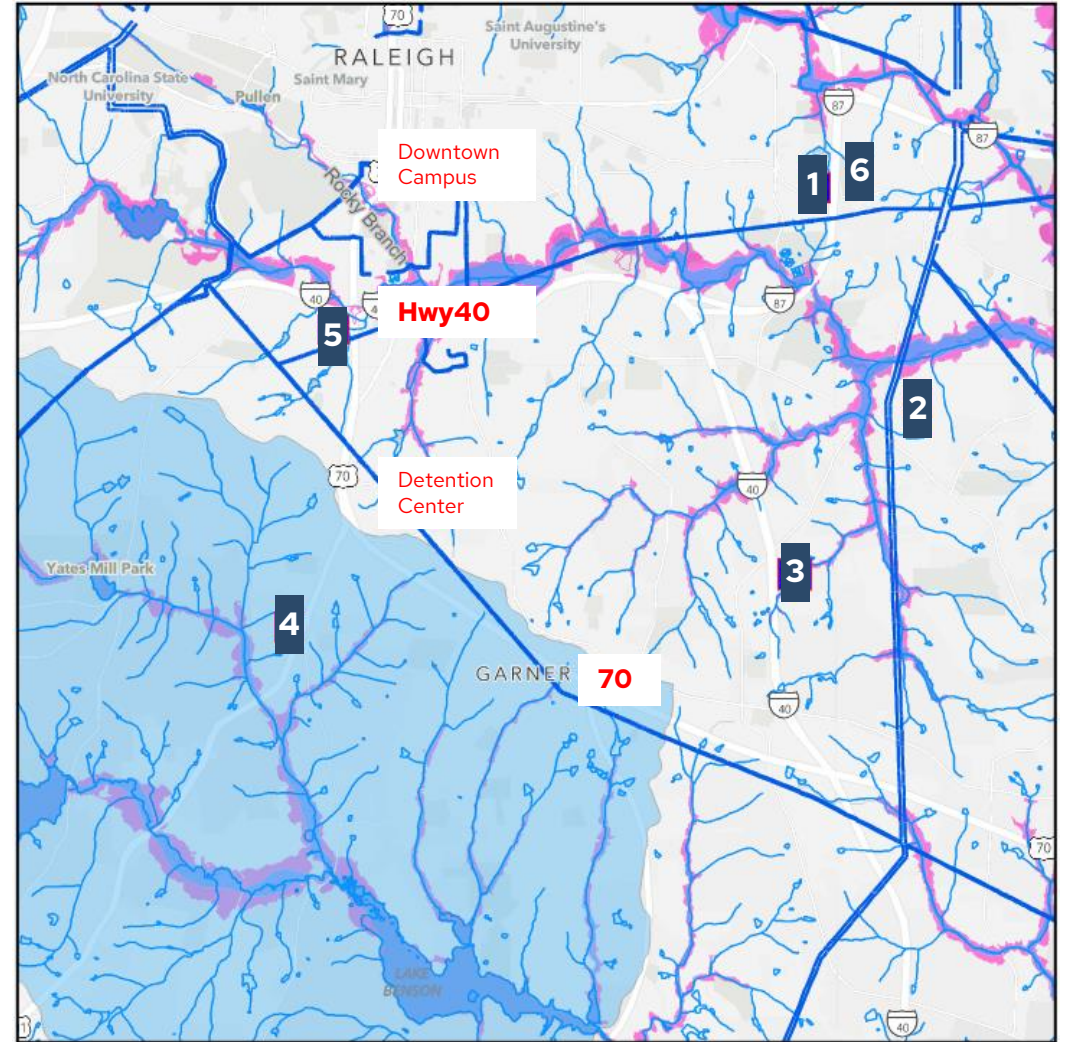 70
Saint Augustine's
University
RALEIGH
North Carolina State
University
Saint Mary
Pullen
87
87
Downtown
Campus
1
6
Rocky Branch
40
Hwy40
87
5
2
70
Detention
Center
40
Yates Mill Park
3
4
GARNER
70
40
70
LAKE
BENSON
40